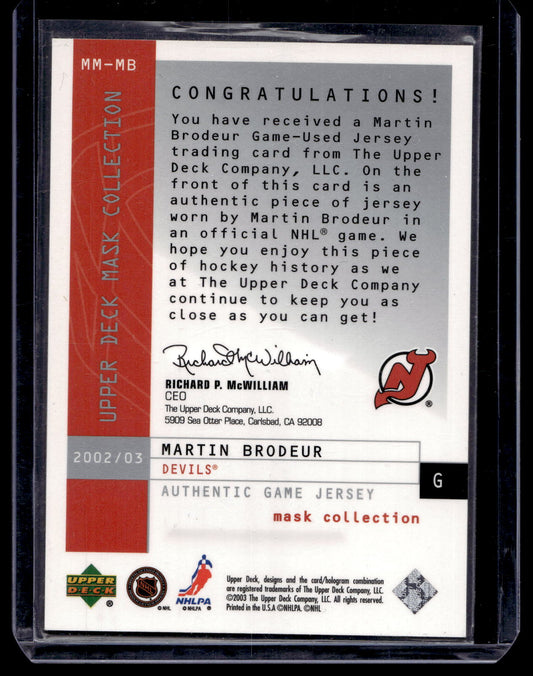 MM-MB
UPPER DECK MASK COLLECTION
CONGRATULATIONS!
You have received a Martin
Brodeur Game-Used Jersey
trading card from The Upper
Deck Company, LLC. On the
front of this card is an
authentic piece of jersey
worn by Martin Brodeur in
an official NHL® game. We
hope you enjoy this piece
of hockey history as we
at The Upper Deck Company
continue to keep you as
close as you can get!
Richard McWilliam
RICHARD P. McWILLIAM
CEO
The Upper Deck Company, LLC.
5909 Sea Otter Place, Carlsbad, CA 92008
2002/03
MARTIN BRODEUR
DEVILS®
G
AUTHENTIC GAME JERSEY
mask collection
UPPER
DECK
®
NHL
© NHL
NHLPA
© NHLPA
Upper Deck, designs and the card/hologram combination
are registered trademarks of The Upper Deck Company, LLC.
©2003 The Upper Deck Company, LLC. All rights reserved.
Printed in the U.S.A ©NHLPA. ©NHL